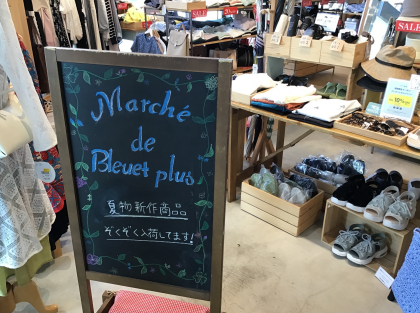 Marché
de
Bleuet plus
夏物新作商品
ぞくぞく入荷してます!
SALE